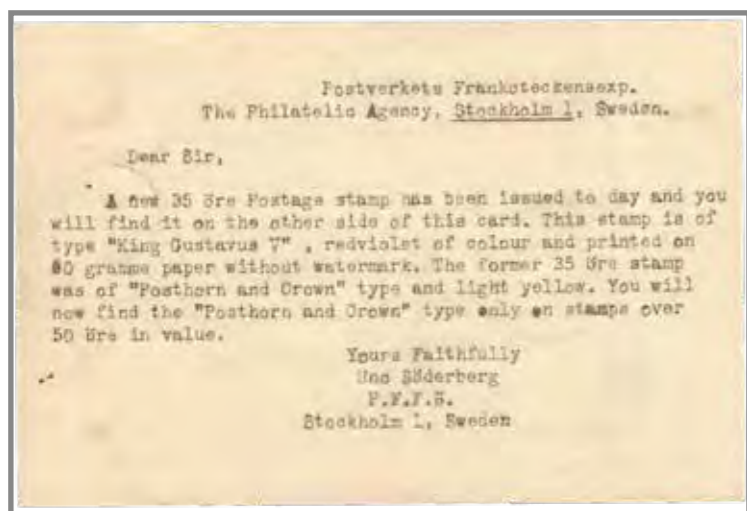 Postverkets Frankoteckensexp.
The Philatelic Agency, Stockholm 1, Sweden.
Dear Sir,
A new 35 öre Postage stamp has been issued to day and you
will find it on the other side of this card. This stamp is of
type "King Gustavus V" , redviolet of colour and printed on
80 gramme paper without watermark. The former 35 öre stamp
was of "Posthorn and Crown" type and light yellow. You will
now find the "Posthorn and Crown" type only on stamps over
50 öre in value.
Yours Faithfully
Söderberg
Stockholm 1, Sweden